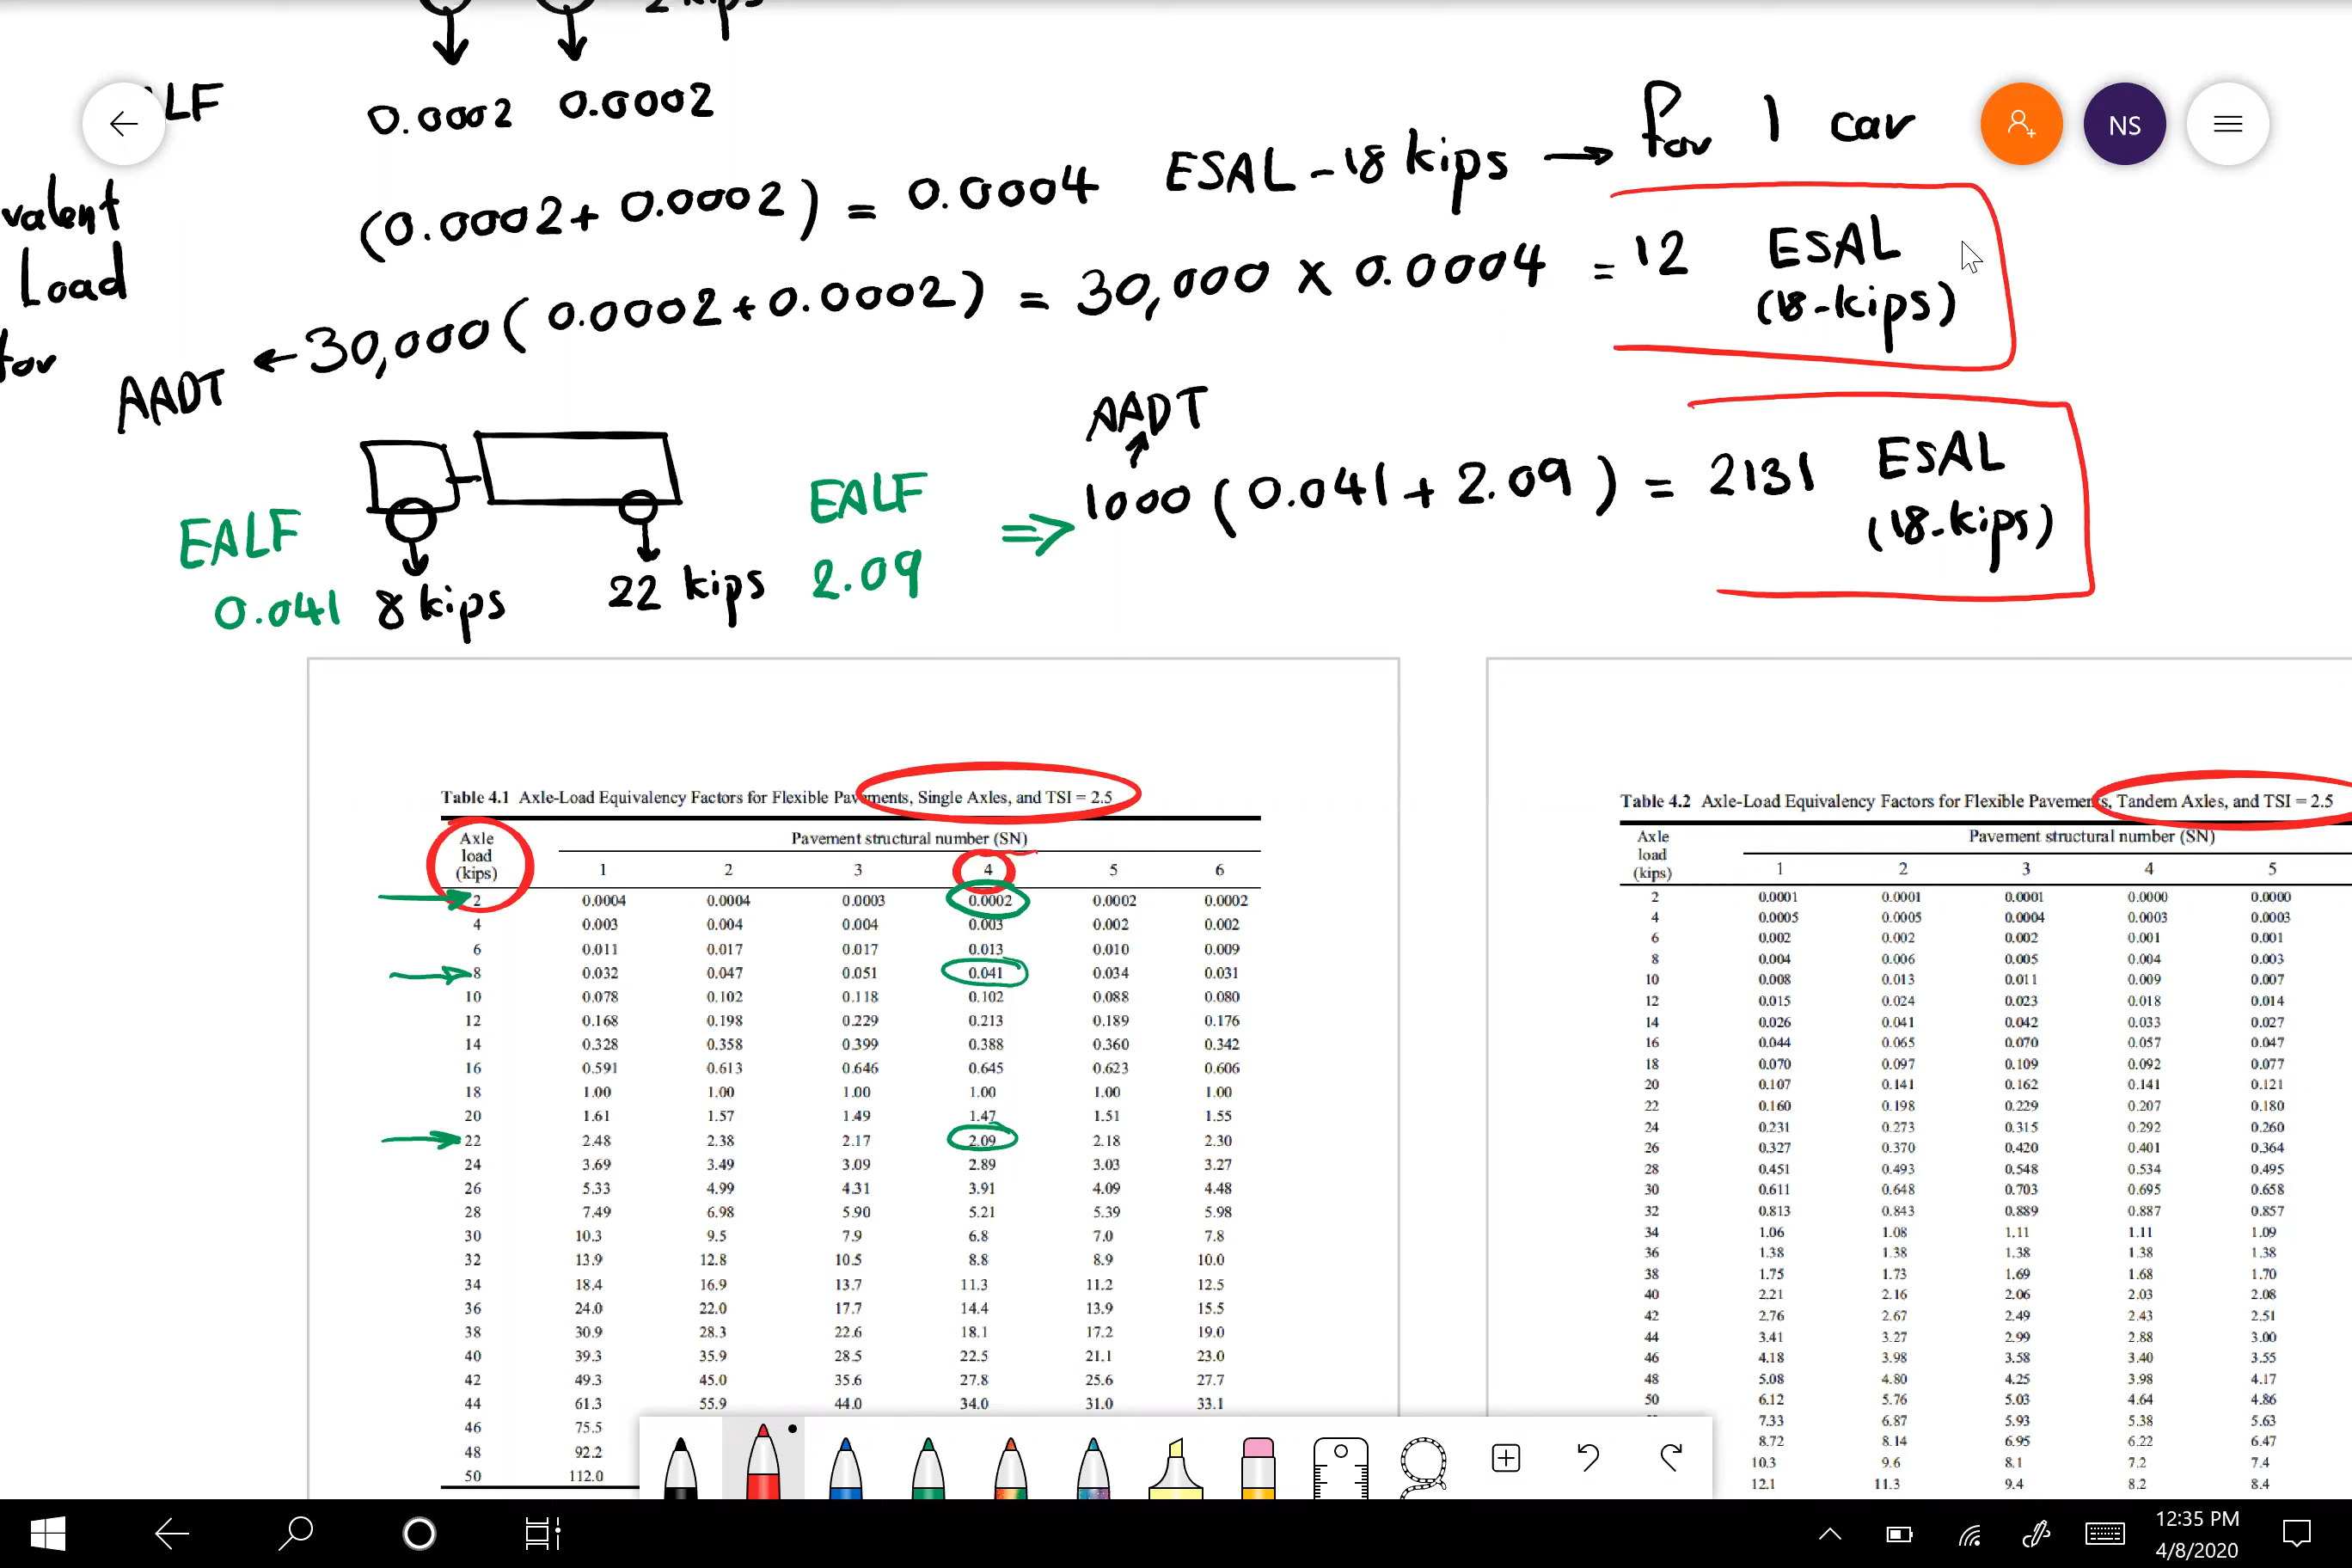 2 kips
LF
0.0002 0.0002
NS
(0.0002 + 0.0002) = 0.0004 ESAL - 18 kips → for 1 car
valent
Load
tor
AADT ← 30,000 (0.0002 + 0.0002) = 30,000 x 0.0004 = 12 ESAL
(18-kips)
AADT
EALF
0.041
8 kips
22 kips
EALF
2.09
⇒ 1000 (0.041 + 2.09) = 2131 ESAL
(18-kips)
Table 4.1 Axle-Load Equivalency Factors for Flexible Pavements, Single Axles, and TSI = 2.5
Axle
load
(kips)
Pavement structural number (SN)
1 2 3 4 5 6
2 0.0004 0.0004 0.0003 0.0002 0.0002 0.0002
4 0.003 0.004 0.004 0.003 0.002 0.002
6 0.011 0.017 0.017 0.013 0.010 0.009
8 0.032 0.047 0.051 0.041 0.034 0.031
10 0.078 0.102 0.118 0.102 0.088 0.080
12 0.168 0.198 0.229 0.213 0.189 0.176
14 0.328 0.358 0.399 0.388 0.360 0.342
16 0.591 0.613 0.646 0.645 0.623 0.606
18 1.00 1.00 1.00 1.00 1.00 1.00
20 1.61 1.57 1.49 1.47 1.51 1.55
22 2.48 2.38 2.17 2.09 2.18 2.30
24 3.69 3.49 3.09 2.89 3.03 3.27
26 5.33 4.99 4.31 3.91 4.09 4.48
28 7.49 6.98 5.90 5.21 5.39 5.98
30 10.3 9.5 7.9 6.8 7.0 7.8
32 13.9 12.8 10.5 8.8 8.9 10.0
34 18.4 16.9 13.7 11.3 11.2 12.5
36 24.0 22.0 17.7 14.4 13.9 15.5
38 30.9 28.3 22.6 18.1 17.2 19.0
40 39.3 35.9 28.5 22.5 21.1 23.0
42 49.3 45.0 35.6 27.8 25.6 27.7
44 61.3 55.9 44.0 34.0 31.0 33.1
46 75.5
48 92.2
50 112.0
Table 4.2 Axle-Load Equivalency Factors for Flexible Pavements, Tandem Axles, and TSI = 2.5
Axle
load
(kips)
Pavement structural number (SN)
1 2 3 4 5
2 0.0001 0.0001 0.0001 0.0000 0.0000
4 0.0005 0.0005 0.0004 0.0003 0.0003
6 0.002 0.002 0.002 0.001 0.001
8 0.004 0.006 0.005 0.004 0.003
10 0.008 0.013 0.011 0.009 0.007
12 0.015 0.024 0.023 0.018 0.014
14 0.026 0.041 0.042 0.033 0.027
16 0.044 0.065 0.070 0.057 0.047
18 0.070 0.097 0.109 0.092 0.077
20 0.107 0.141 0.162 0.141 0.121
22 0.160 0.198 0.229 0.207 0.180
24 0.231 0.273 0.315 0.292 0.260
26 0.327 0.370 0.420 0.401 0.364
28 0.451 0.493 0.548 0.534 0.495
30 0.611 0.648 0.703 0.695 0.658
32 0.813 0.843 0.889 0.887 0.857
34 1.06 1.08 1.11 1.11 1.09
36 1.38 1.38 1.38 1.38 1.38
38 1.75 1.73 1.69 1.68 1.70
40 2.21 2.16 2.06 2.03 2.08
42 2.76 2.67 2.49 2.43 2.51
44 3.41 3.27 2.99 2.88 3.00
46 4.18 3.98 3.58 3.40 3.55
48 5.08 4.80 4.25 3.98 4.17
50 6.12 5.76 5.03 4.64 4.86
7.33 6.87 5.93 5.38 5.63
8.72 8.14 6.95 6.22 6.47
10.3 9.6 8.1 7.2 7.4
12.1 11.3 9.4 8.2 8.4
12:35 PM
4/8/2020